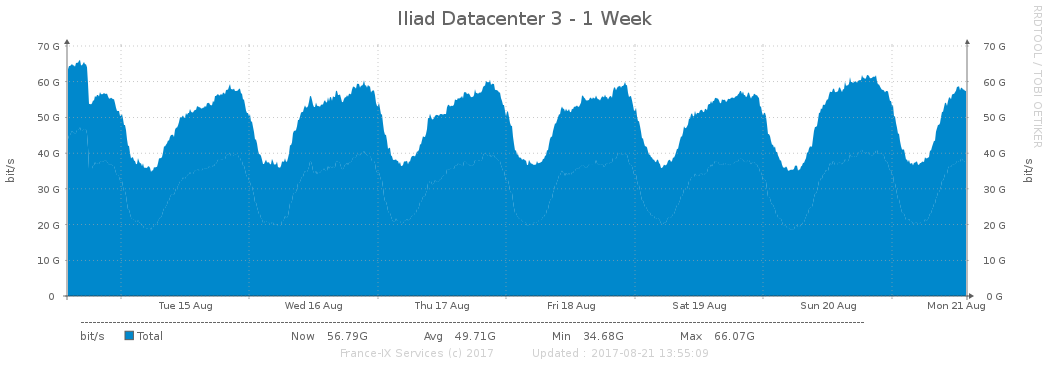 Iliad Datacenter 3 - 1 Week
RRDTOOL / TOBI OETIKER
70 G 70 G
60 G 60 G
50 G 50 G
40 G 40 G
30 G 30 G
20 G 20 G
10 G 10 G
0 0 G
bit/s
bit/s
Tue 15 Aug Wed 16 Aug Thu 17 Aug Fri 18 Aug Sat 19 Aug Sun 20 Aug Mon 21 Aug
bit/s Total Now 56.79G Avg 49.71G Min 34.68G Max 66.07G
France-IX Services (c) 2017 Updated : 2017-08-21 13:55:09